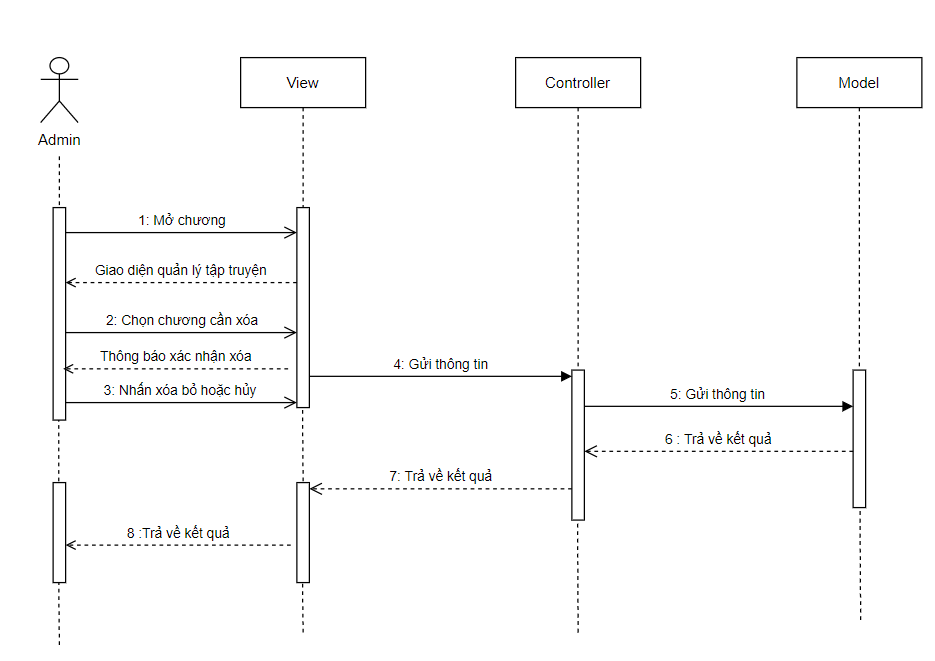 View
Controller
Model
Admin
1: Mở chương
Giao diện quản lý tập truyện
2: Chọn chương cần xóa
Thông báo xác nhận xóa
4: Gửi thông tin
3: Nhấn xóa bỏ hoặc hủy
5: Gửi thông tin
6 : Trả về kết quả
7: Trả về kết quả
8 :Trả về kết quả